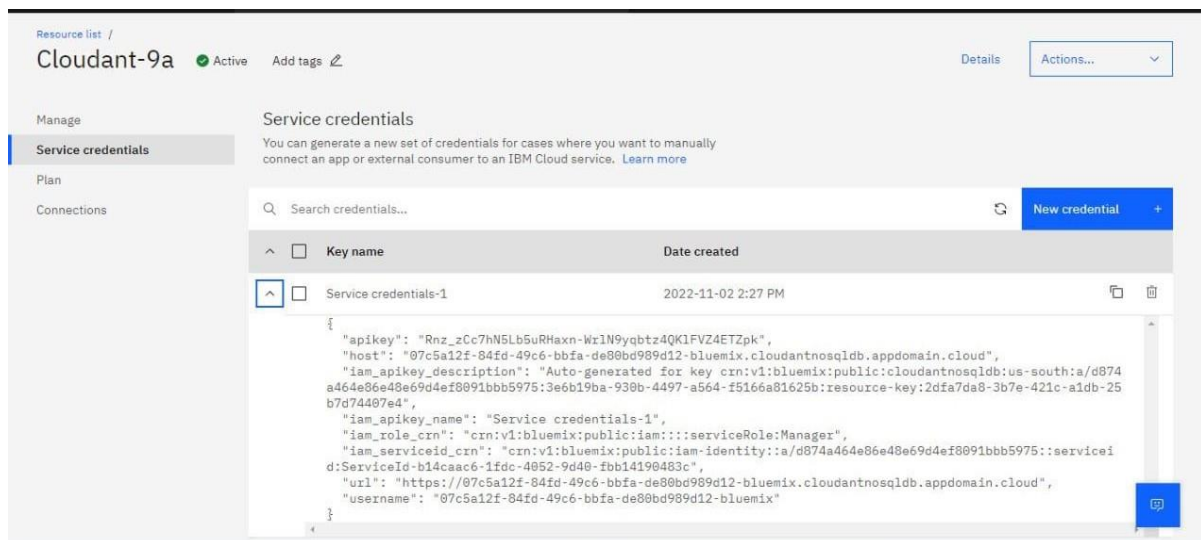 Resource list /
Cloudant-9a Active Add tags Details Actions...
Manage
Service credentials
Plan
Connections
Service credentials
You can generate a new set of credentials for cases where you want to manually
connect an app or external consumer to an IBM Cloud service. Learn more
Search credentials... New credential +
Key name Date created
Service credentials-1 2022-11-02 2:27 PM
{
"apikey": "Rnz_zCc7hN5Lb5uRHaxn-WrlN9yqbtz4QKlFVZ4ETZpk",
"host": "07c5a12f-84fd-49c6-bbfa-de80bd989d12-bluemix.cloudantnosqldb.appdomain.cloud",
"iam_apikey_description": "Auto-generated for key crn:v1:bluemix:public:cloudantnosqldb:us-south:a/d874
a464e86e48e69d4ef8091bbb5975:3e6b19ba-930b-4497-a564-f5166a81625b:resource-key:2dfa7da8-3b7e-421c-a1db-25
b7d74407e4",
"iam_apikey_name": "Service credentials-1",
"iam_role_crn": "crn:v1:bluemix:public:iam::::serviceRole:Manager",
"iam_serviceid_crn": "crn:v1:bluemix:public:iam-identity::a/d874a464e86e48e69d4ef8091bbb5975::servicei
d:ServiceId-b14caac6-1fdc-4052-9d40-fbb14190483c",
"url": "https://07c5a12f-84fd-49c6-bbfa-de80bd989d12-bluemix.cloudantnosqldb.appdomain.cloud",
"username": "07c5a12f-84fd-49c6-bbfa-de80bd989d12-bluemix"
}